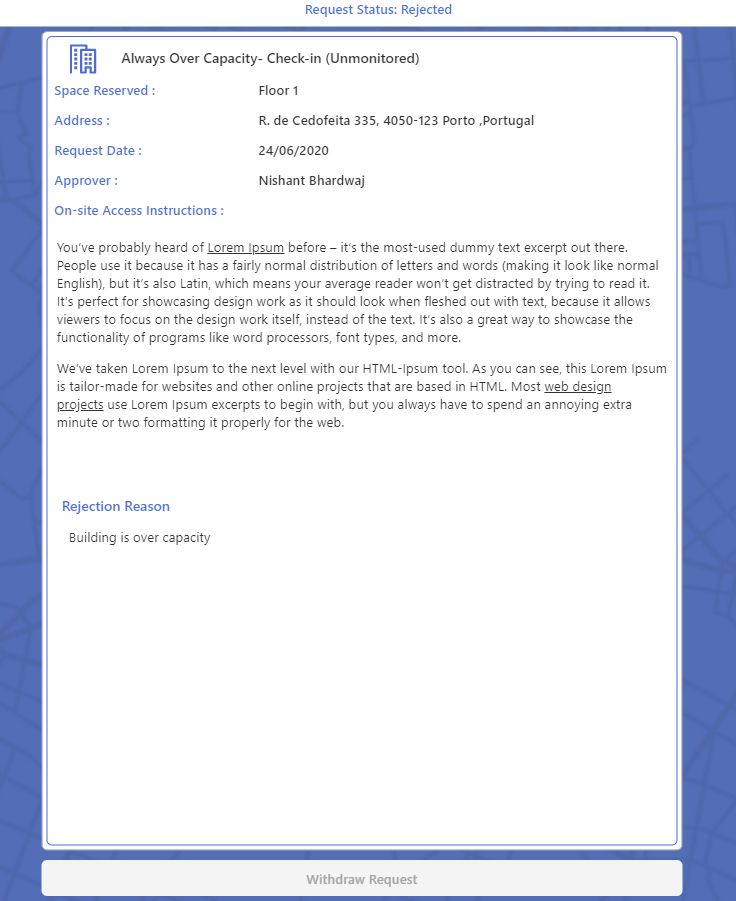 Request Status: Rejected
Always Over Capacity- Check-in (Unmonitored)
Space Reserved : Floor 1
Address : R. de Cedofeita 335, 4050-123 Porto ,Portugal
Request Date : 24/06/2020
Approver : Nishant Bhardwaj
On-site Access Instructions :
You’ve probably heard of Lorem Ipsum before – it’s the most-used dummy text excerpt out there.
People use it because it has a fairly normal distribution of letters and words (making it look like normal
English), but it’s also Latin, which means your average reader won’t get distracted by trying to read it.
It’s perfect for showcasing design work as it should look when fleshed out with text, because it allows
viewers to focus on the design work itself, instead of the text. It’s also a great way to showcase the
functionality of programs like word processors, font types, and more.
We’ve taken Lorem Ipsum to the next level with our HTML-Ipsum tool. As you can see, this Lorem Ipsum
is tailor-made for websites and other online projects that are based in HTML. Most web design
projects use Lorem Ipsum excerpts to begin with, but you always have to spend an annoying extra
minute or two formatting it properly for the web.
Rejection Reason
Building is over capacity
Withdraw Request